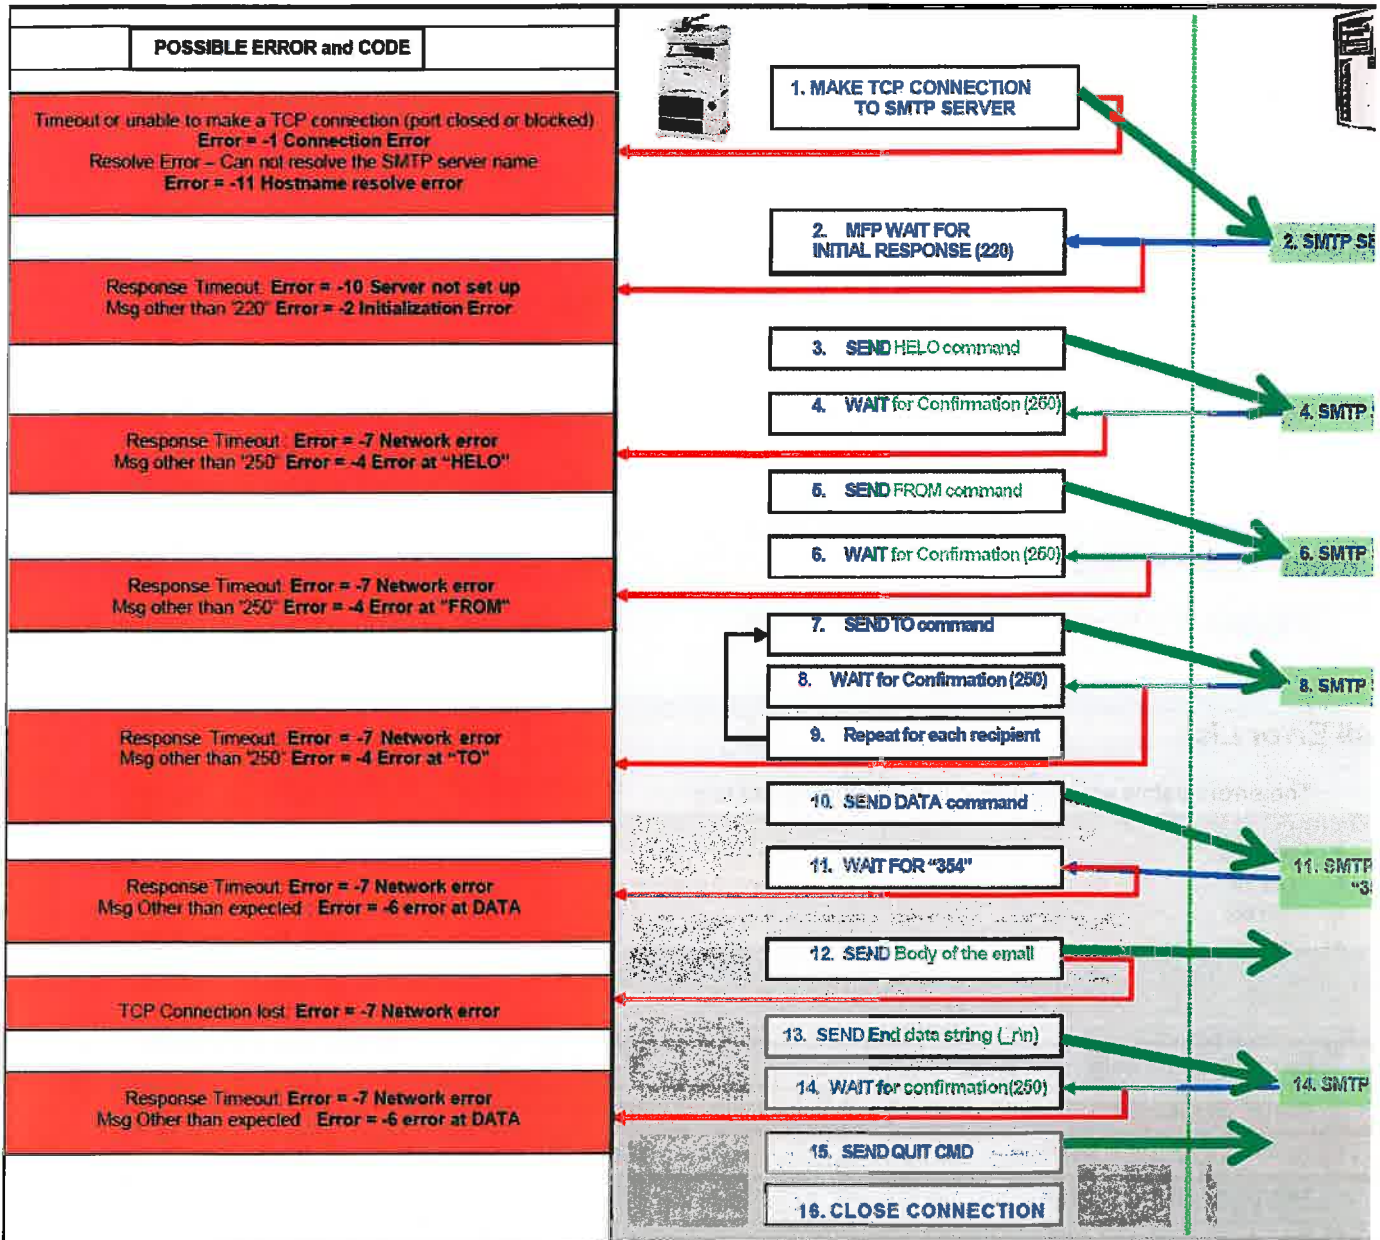 POSSIBLE ERROR and CODE
Timeout or unable to make a TCP connection (port closed or blocked)
Error = -1 Connection Error
Resolve Error – Can not resolve the SMTP server name
Error = -11 Hostname resolve error
Response Timeout: Error = -10 Server not set up
Msg other than "220" Error = -2 Initialization Error
Response Timeout : Error = -7 Network error
Msg other than "250" Error = -4 Error at "HELO"
Response Timeout: Error = -7 Network error
Msg other than "250" Error = -4 Error at "FROM"
Response Timeout: Error = -7 Network error
Msg other than "250" Error = -4 Error at "TO"
Response Timeout: Error = -7 Network error
Msg Other than expected : Error = -6 error at DATA
TCP Connection lost: Error = -7 Network error
Response Timeout: Error = -7 Network error
Msg Other than expected : Error = -6 error at DATA
1. MAKE TCP CONNECTION
TO SMTP SERVER
2. MFP WAIT FOR
INITIAL RESPONSE (220)
3. SEND HELO command
4. WAIT for Confirmation (250)
5. SEND FROM command
6. WAIT for Confirmation (250)
7. SEND TO command
8. WAIT for Confirmation (250)
9. Repeat for each recipient
10. SEND DATA command
11. WAIT FOR "354"
12. SEND Body of the email
13. SEND End data string (_r\n)
14. WAIT for confirmation(250)
15. SEND QUIT CMD
16. CLOSE CONNECTION
2. SMTP SE
4. SMTP
6. SMTP
8. SMTP
11. SMTP
"35
14. SMTP